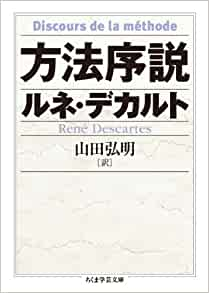 Discours de la méthode
方法序説
ルネ・デカルト
René Descartes
山田弘明
[訳]
ちくま学芸文庫